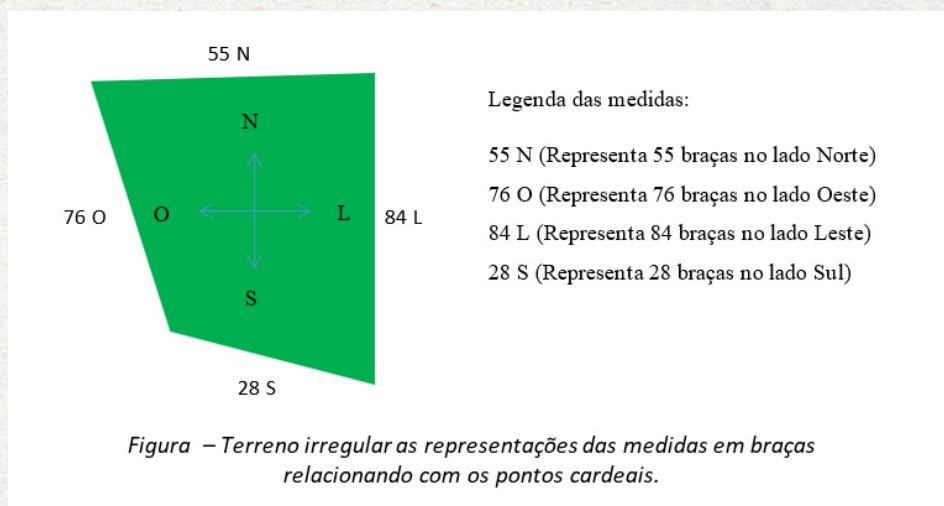 55 N
N
76 O
O
L
84 L
S
28 S
Legenda das medidas:
55 N (Representa 55 braças no lado Norte)
76 O (Representa 76 braças no lado Oeste)
84 L (Representa 84 braças no lado Leste)
28 S (Representa 28 braças no lado Sul)
Figura – Terreno irregular as representações das medidas em braças
relacionando com os pontos cardeais.